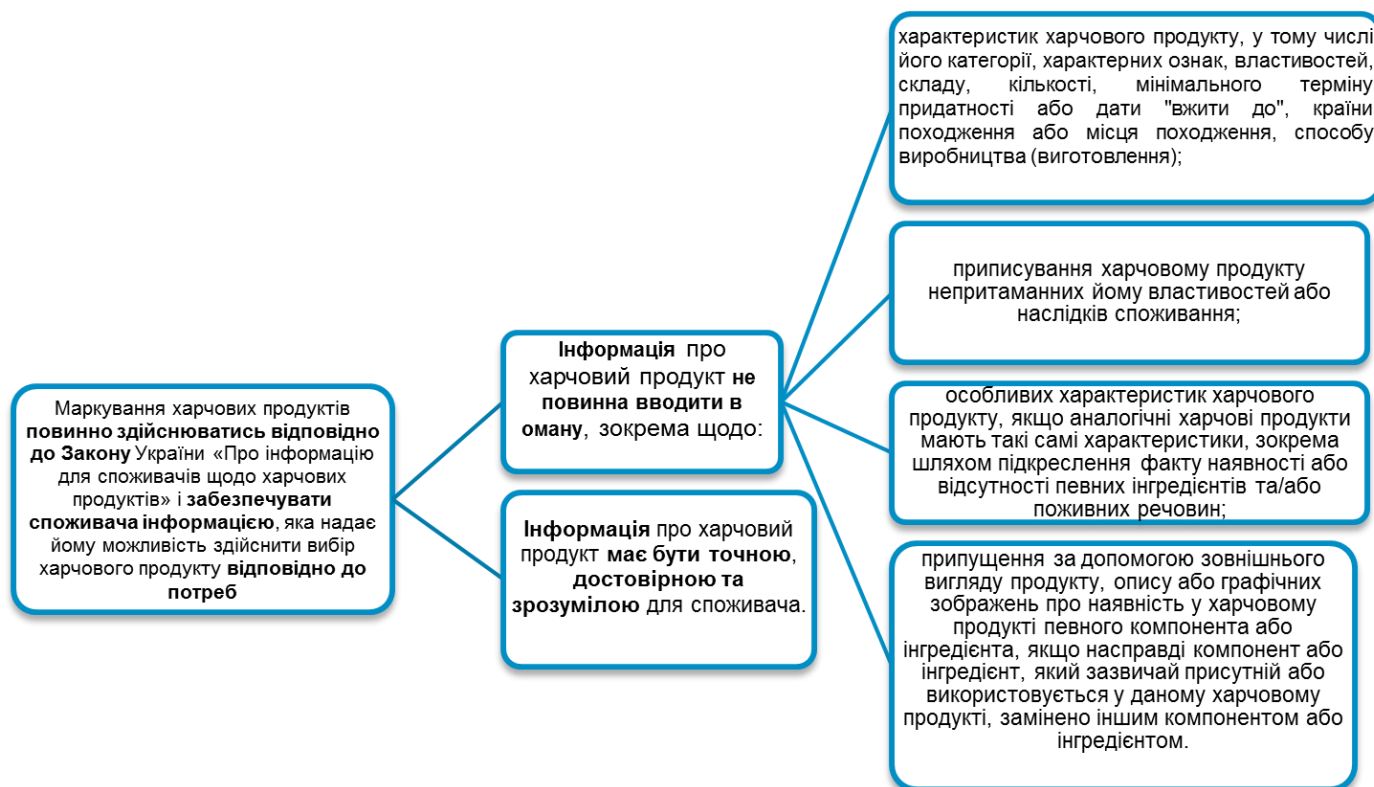 Маркування харчових продуктів
повинно здійснюватись відповідно
до Закону України «Про інформацію
для споживачів щодо харчових
продуктів» і забезпечувати
споживача інформацією, яка надає
йому можливість здійснити вибір
харчового продукту відповідно до
потреб
Інформація про
харчовий продукт не
повинна вводити в
оману, зокрема щодо:
характеристик харчового продукту, у тому числі
його категорії, характерних ознак, властивостей,
складу, кількості, мінімального терміну
придатності або дати "вжити до", країни
походження або місця походження, способу
виробництва (виготовлення);
приписування харчовому продукту
непритаманних йому властивостей або
наслідків споживання;
особливих характеристик харчового
продукту, якщо аналогічні харчові продукти
мають такі самі характеристики, зокрема
шляхом підкреслення факту наявності або
відсутності певних інгредієнтів та/або
поживних речовин;
припущення за допомогою зовнішнього
вигляду продукту, опису або графічних
зображень про наявність у харчовому
продукті певного компонента або
інгредієнта, якщо насправді компонент або
інгредієнт, який зазвичай присутній або
використовується у даному харчовому
продукті, замінено іншим компонентом або
інгредієнтом.
Інформація про харчовий
продукт має бути точною,
достовірною та
зрозумілою для споживача.